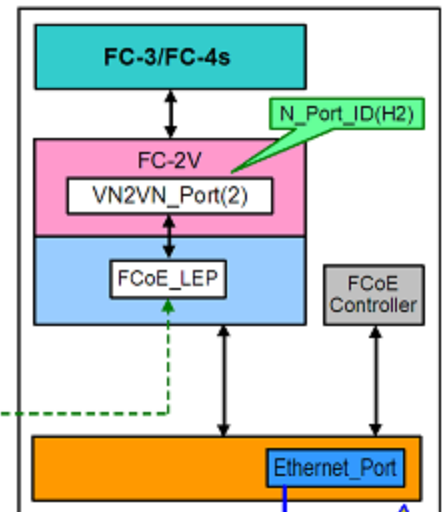 FC-3/FC-4s
N_Port_ID(H2)
FC-2V
VN2VN_Port(2)
FCoE_LEP
FCoE
Controller
Ethernet_Port